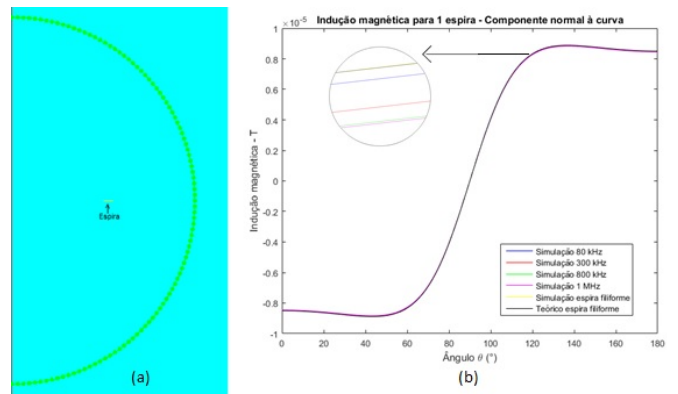 Espira
(a)
Indução magnética para 1 espira - Componente normal à curva
×10⁻⁵
1
0.8
0.6
0.4
0.2
0
-0.2
-0.4
-0.6
-0.8
-1
Indução magnética - T
0 20 40 60 80 100 120 140 160 180
Ângulo θ (°)
Simulação 80 kHz
Simulação 300 kHz
Simulação 800 kHz
Simulação 1 MHz
Simulação espira filiforme
Teórico espira filiforme
(b)